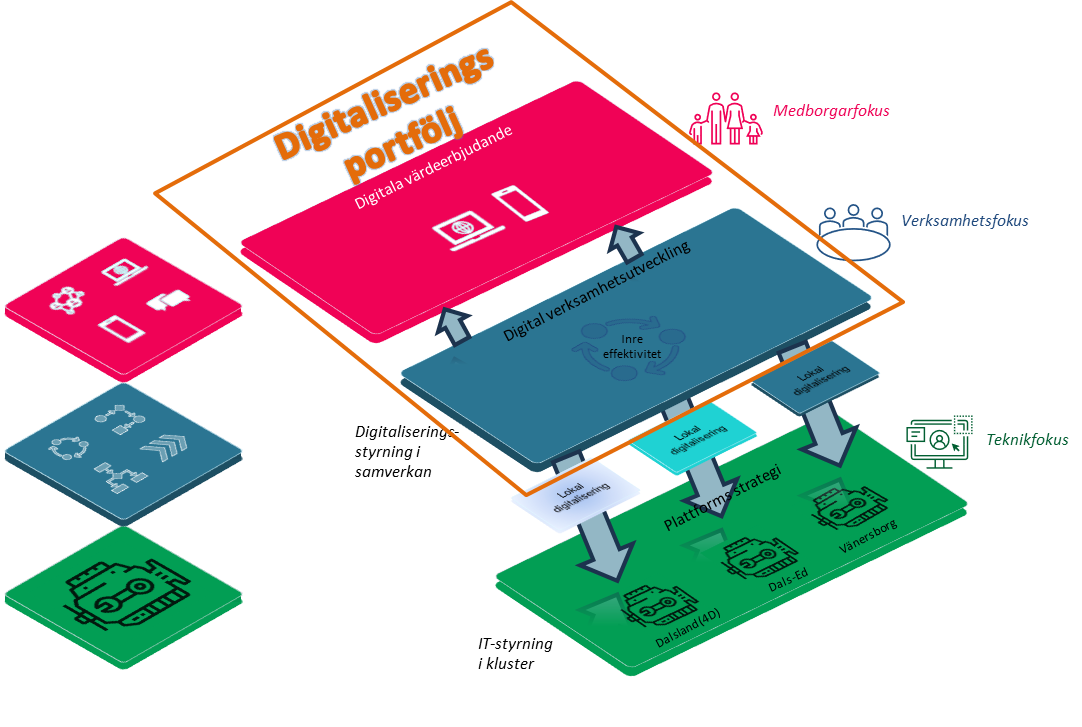 Digitaliserings
portfölj
Digitala värdeerbjudande
Medborgarfokus
Verksamhetsfokus
Digital verksamhetsutveckling
Inre
effektivitet
Lokal
digitalisering
Lokal
digitalisering
Lokal
digitalisering
Digitaliserings-
styrning i
samverkan
Teknikfokus
Plattforms strategi
Vänersborg
Dals-Ed
Dalsland(4D)
IT-styrning
i kluster